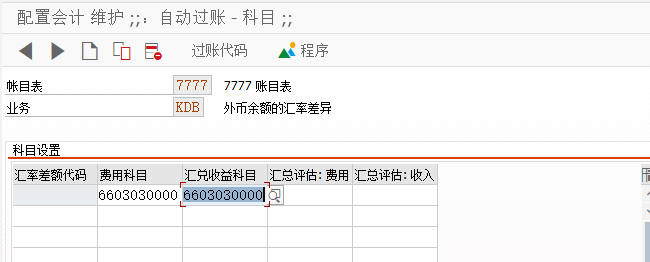 配置会计 维护 ;;：自动过账 - 科目 ;;
过账代码 程序
帐目表 7777 7777 账目表
业务 KDB 外币余额的汇率差异
科目设置
汇率差额代码 费用科目 汇兑收益科目 汇总评估: 费用 汇总评估: 收入
6603030000 6603030000